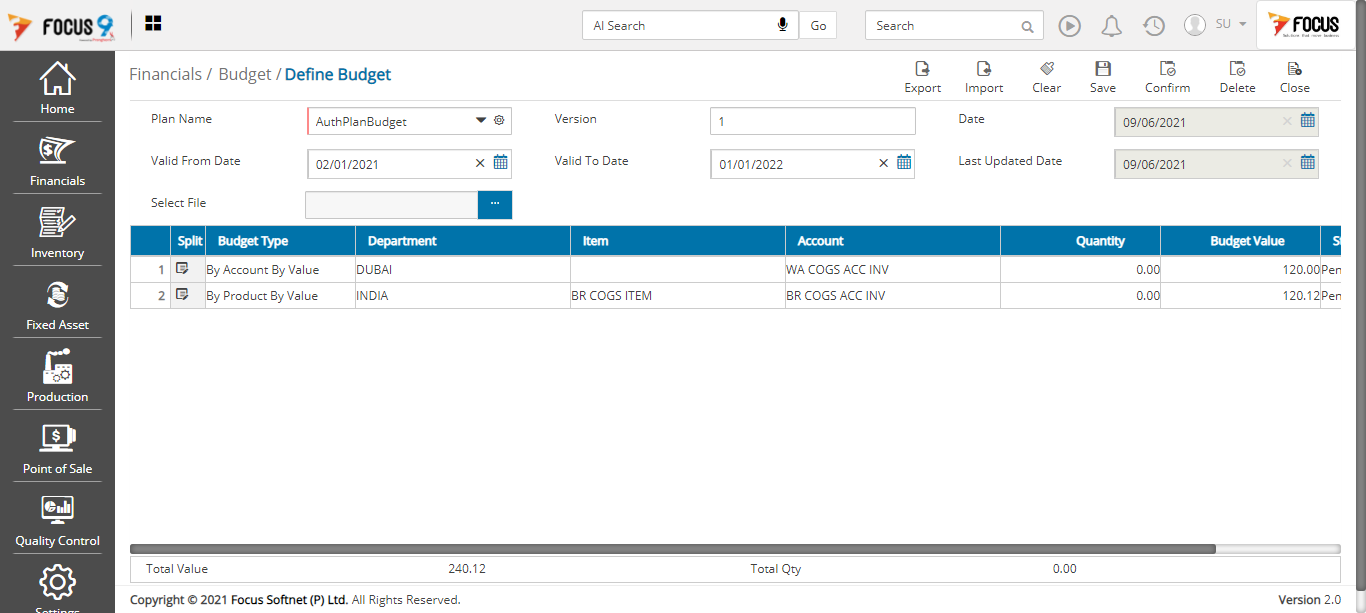 FOCUS 9
AI Search
Go
Search
SU
FOCUS
Home
Financials
Inventory
Fixed Asset
Production
Point of Sale
Quality Control
Settings
Financials / Budget / Define Budget
Export Import Clear Save Confirm Delete Close
Plan Name AuthPlanBudget Version 1 Date 09/06/2021
Valid From Date 02/01/2021 Valid To Date 01/01/2022 Last Updated Date 09/06/2021
Select File ...
Split Budget Type Department Item Account Quantity Budget Value
1 By Account By Value DUBAI WA COGS ACC INV 0.00 120.00 Pen
2 By Product By Value INDIA BR COGS ITEM BR COGS ACC INV 0.00 120.12 Pen
Total Value 240.12 Total Qty 0.00
Copyright © 2021 Focus Softnet (P) Ltd. All Rights Reserved. Version 2.0